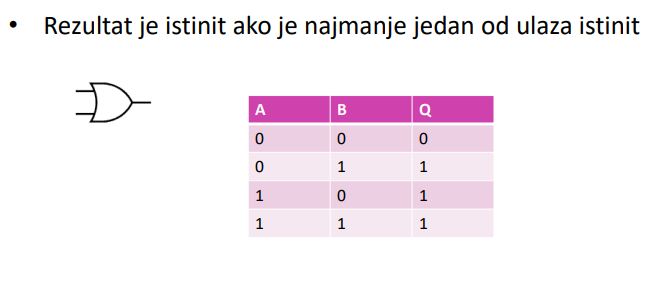 • Rezultat je istinit ako je najmanje jedan od ulaza istinit
A B Q
0 0 0
0 1 1
1 0 1
1 1 1